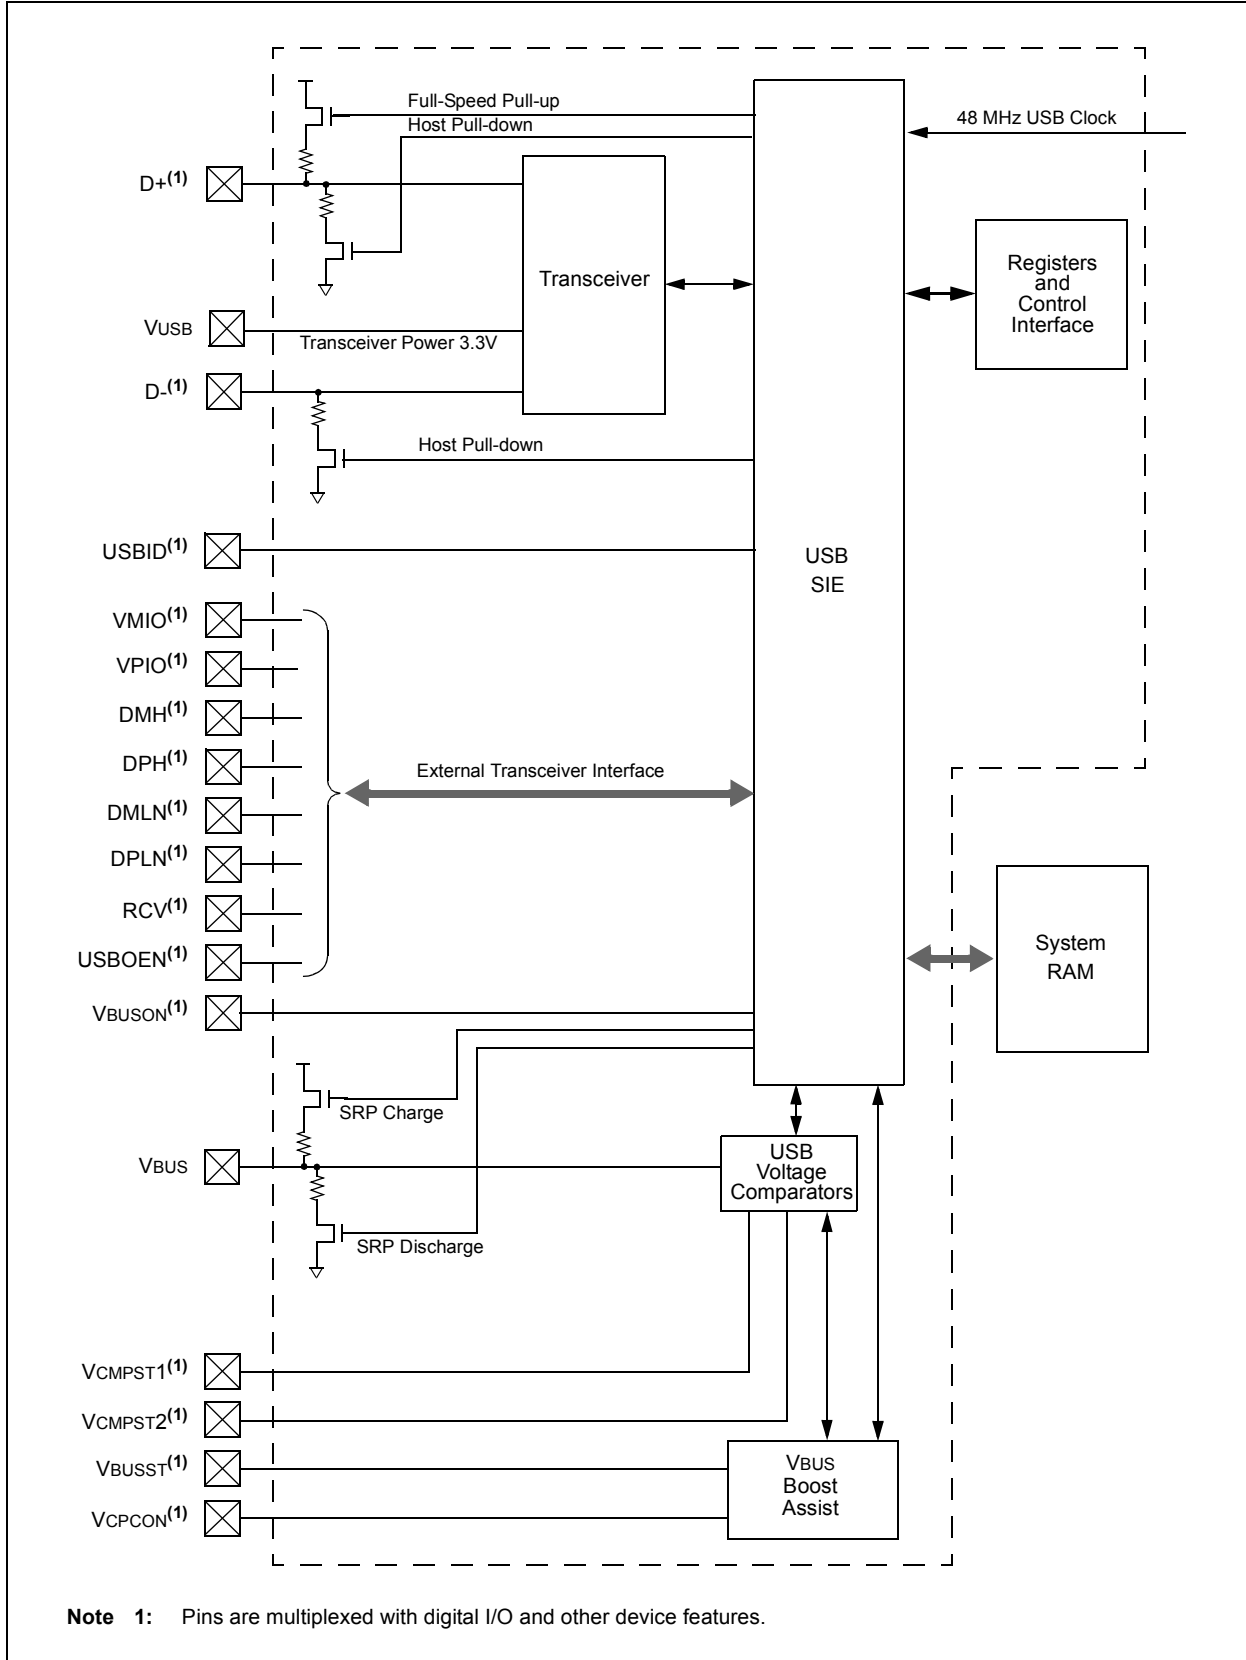 Full-Speed Pull-up
Host Pull-down
48 MHz USB Clock
D+(1)
Transceiver
Registers
and
Control
Interface
VUSB
Transceiver Power 3.3V
D-(1)
Host Pull-down
USBID(1)
USB
SIE
VMIO(1)
VPIO(1)
DMH(1)
DPH(1)
External Transceiver Interface
DMLN(1)
DPLN(1)
RCV(1)
USBOEN(1)
System
RAM
VBUSON(1)
SRP Charge
VBUS
USB
Voltage
Comparators
SRP Discharge
VCMPST1(1)
VCMPST2(1)
VBUSST(1)
VBUS
Boost
Assist
VCPCON(1)
Note 1: Pins are multiplexed with digital I/O and other device features.